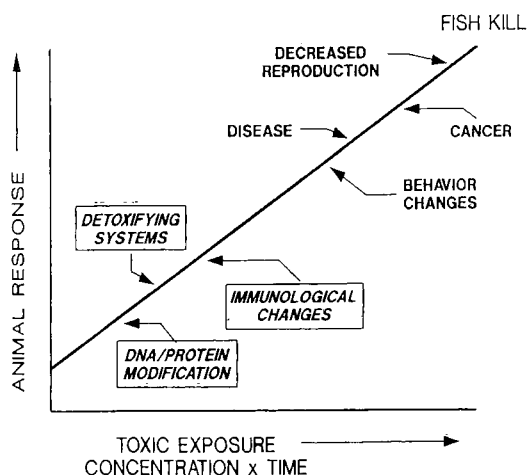 FISH KILL
DECREASED
REPRODUCTION
CANCER
DISEASE
BEHAVIOR
CHANGES
DETOXIFYING
SYSTEMS
IMMUNOLOGICAL
CHANGES
DNA/PROTEIN
MODIFICATION
ANIMAL RESPONSE
TOXIC EXPOSURE
CONCENTRATION x TIME